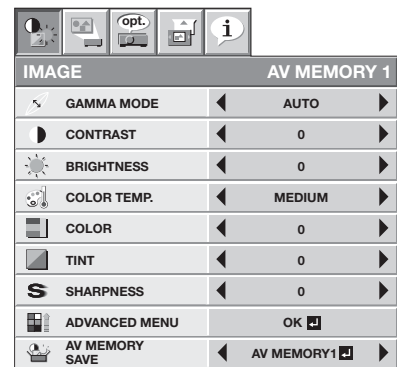 opt.
i
IMAGE AV MEMORY 1
GAMMA MODE AUTO
CONTRAST 0
BRIGHTNESS 0
COLOR TEMP. MEDIUM
COLOR 0
TINT 0
S SHARPNESS 0
ADVANCED MENU OK
AV MEMORY
SAVE AV MEMORY1